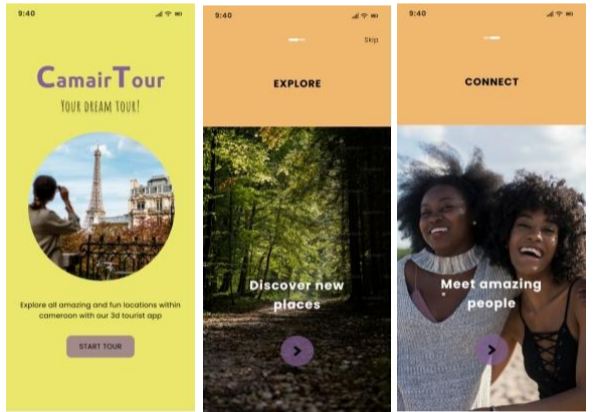 9:40
CamairTour
Your dream tour!
Explore all amazing and fun locations within
cameroon with our 3d tourist app
START TOUR
9:40
Skip
EXPLORE
Discover new
places
9:40
CONNECT
Meet amazing
people